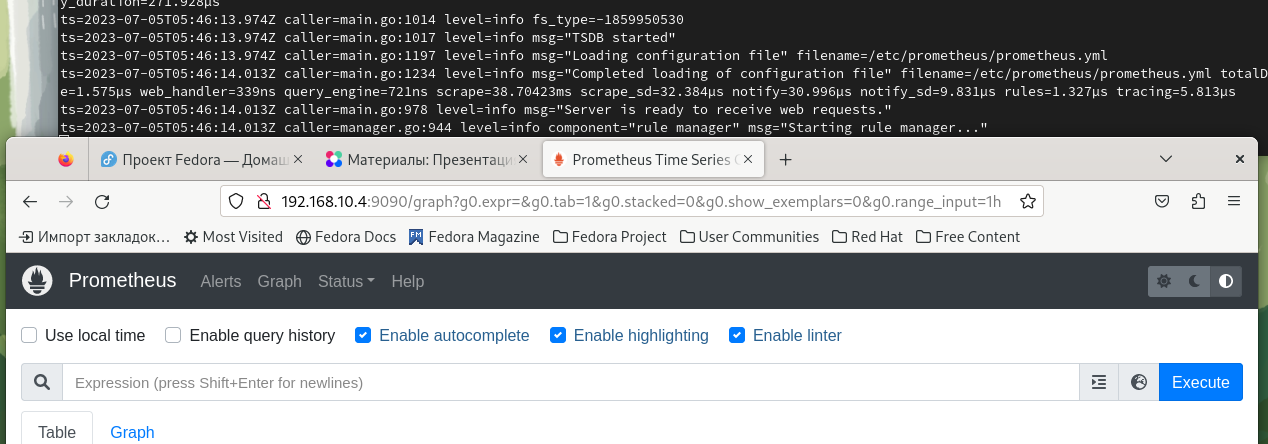 y_duration=271.928µs
ts=2023-07-05T05:46:13.974Z caller=main.go:1014 level=info fs_type=-1859950530
ts=2023-07-05T05:46:13.974Z caller=main.go:1017 level=info msg="TSDB started"
ts=2023-07-05T05:46:13.974Z caller=main.go:1197 level=info msg="Loading configuration file" filename=/etc/prometheus/prometheus.yml
ts=2023-07-05T05:46:14.013Z caller=main.go:1234 level=info msg="Completed loading of configuration file" filename=/etc/prometheus/prometheus.yml totalD
e=1.575µs web_handler=339ns query_engine=721ns scrape=38.70423ms scrape_sd=32.384µs notify=30.996µs notify_sd=9.831µs rules=1.327µs tracing=5.813µs
ts=2023-07-05T05:46:14.013Z caller=main.go:978 level=info msg="Server is ready to receive web requests."
ts=2023-07-05T05:46:14.013Z caller=manager.go:944 level=info component="rule manager" msg="Starting rule manager..."
Проект Fedora — Домаш Материалы: Презентаци Prometheus Time Series C
192.168.10.4:9090/graph?g0.expr=&g0.tab=1&g0.stacked=0&g0.show_exemplars=0&g0.range_input=1h
Импорт закладок… Most Visited Fedora Docs Fedora Magazine Fedora Project User Communities Red Hat Free Content
Prometheus Alerts Graph Status Help
Use local time Enable query history Enable autocomplete Enable highlighting Enable linter
Expression (press Shift+Enter for newlines) Execute
Table Graph